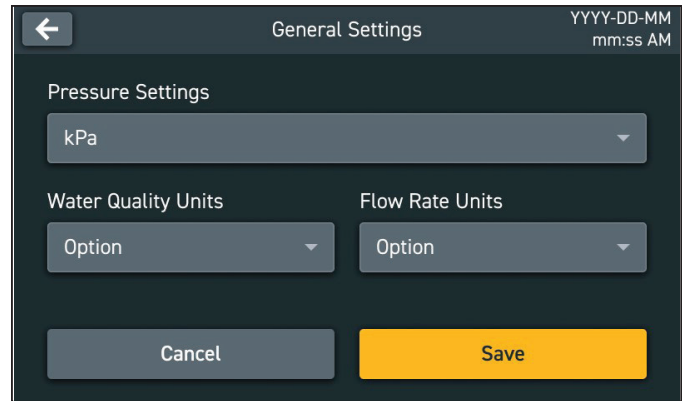 General Settings
YYYY-DD-MM
mm:ss AM
Pressure Settings
kPa
Water Quality Units
Flow Rate Units
Option
Option
Cancel
Save